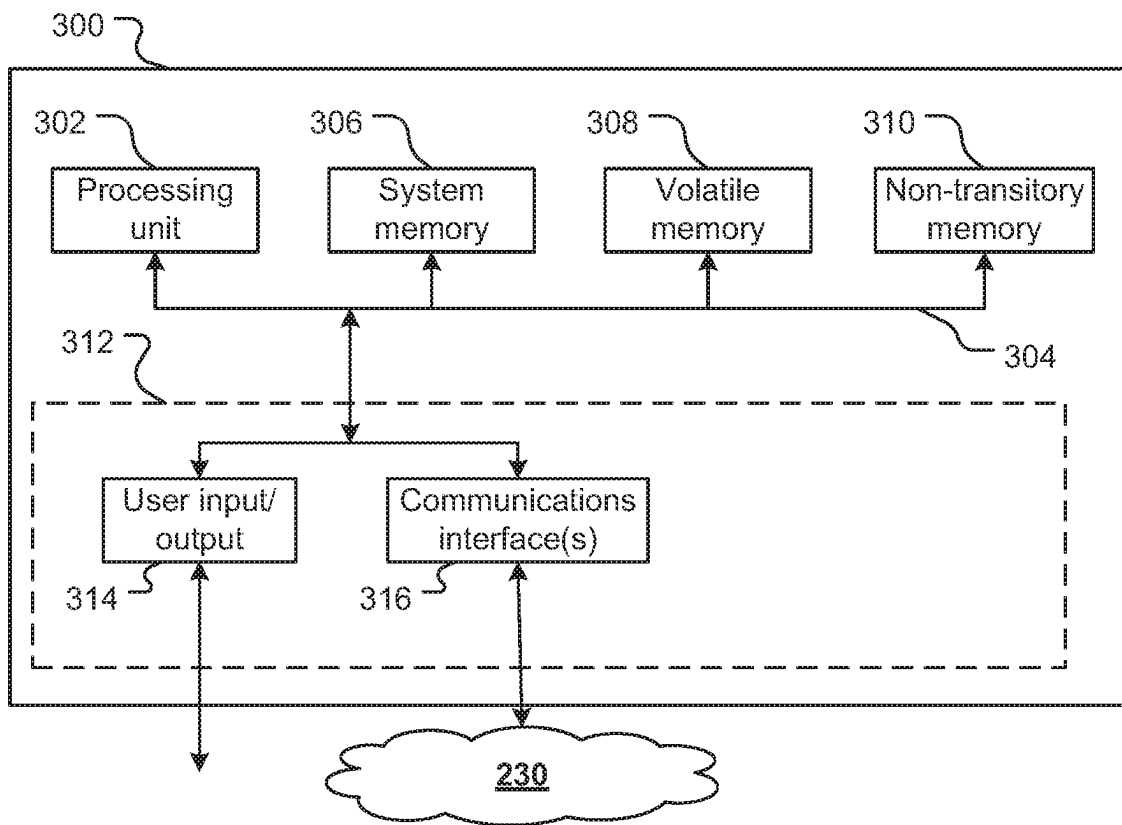 300
302
306
308
310
Processing
unit
System
memory
Volatile
memory
Non-transitory
memory
312
304
User input/
output
Communications
interface(s)
314
316
230